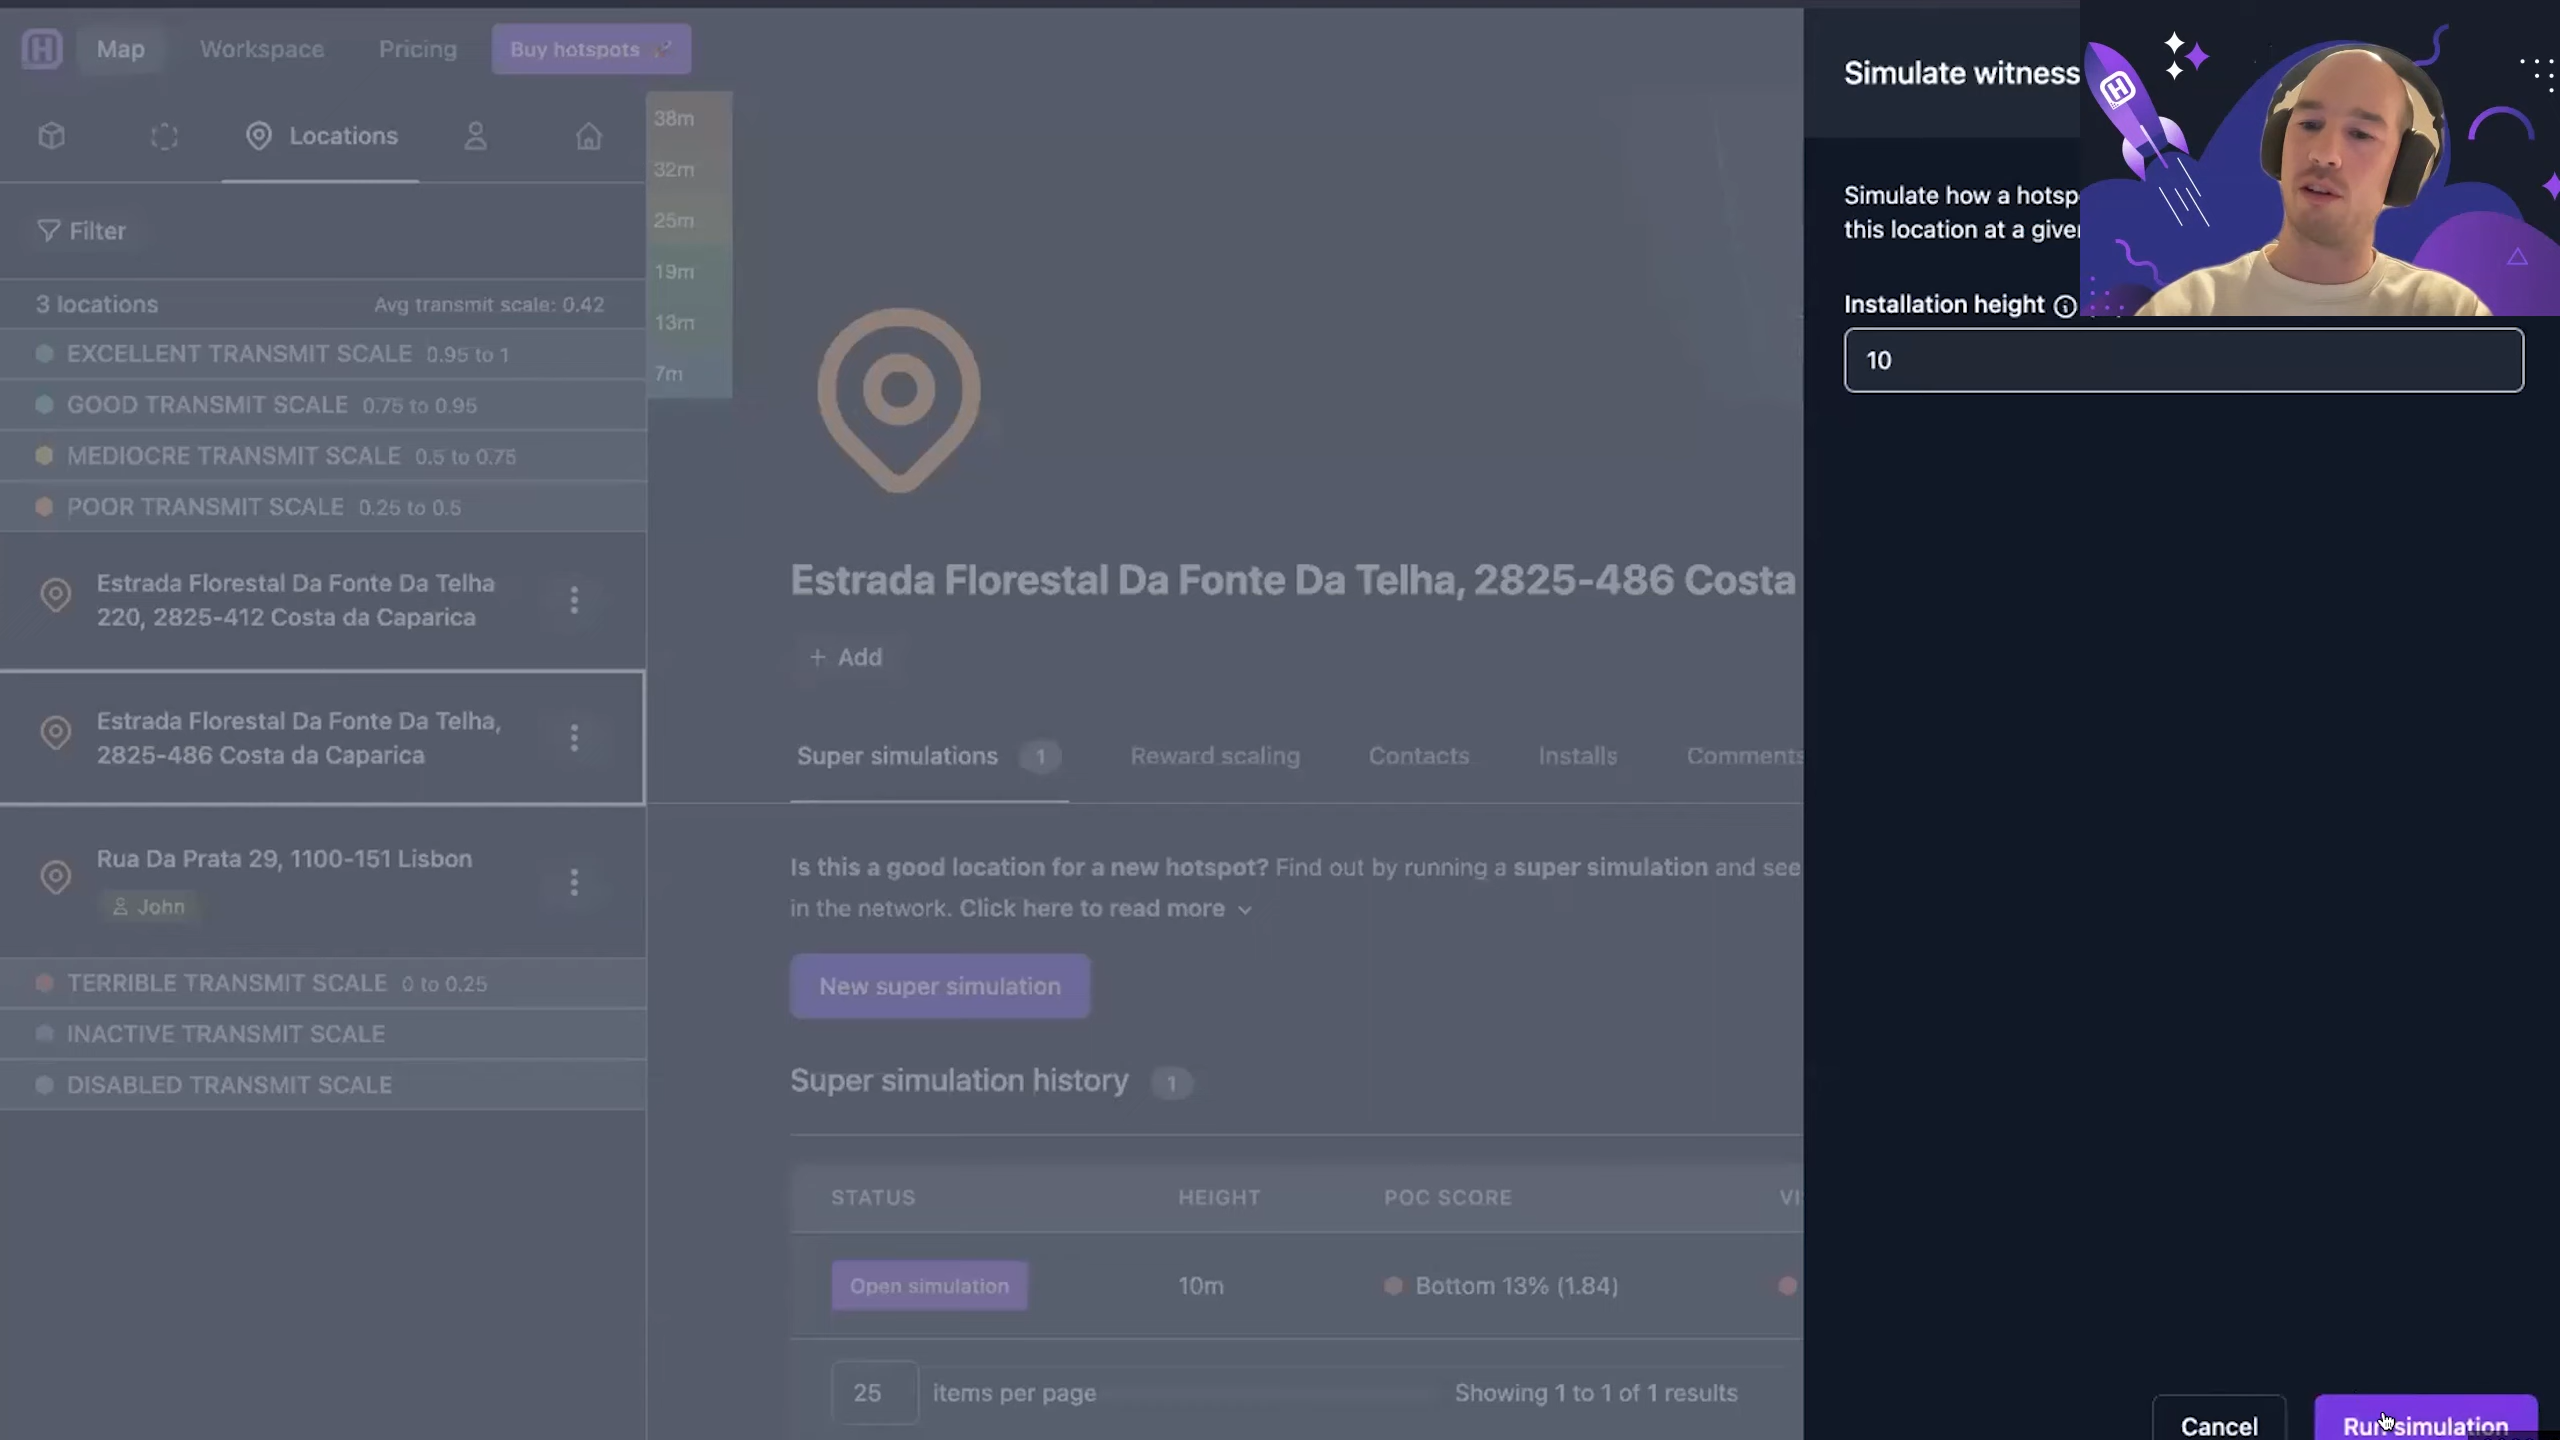 Map
Workspace
Pricing
Buy hotspots
Locations
Filter
3 locations
Avg transmit scale: 0.42
EXCELLENT TRANSMIT SCALE 0.95 to 1
GOOD TRANSMIT SCALE 0.75 to 0.95
MEDIOCRE TRANSMIT SCALE 0.5 to 0.75
POOR TRANSMIT SCALE 0.25 to 0.5
Estrada Florestal Da Fonte Da Telha
220, 2825-412 Costa da Caparica
Estrada Florestal Da Fonte Da Telha,
2825-486 Costa da Caparica
Rua Da Prata 29, 1100-151 Lisbon
John
TERRIBLE TRANSMIT SCALE 0 to 0.25
INACTIVE TRANSMIT SCALE
DISABLED TRANSMIT SCALE
38m
32m
25m
19m
13m
7m
Estrada Florestal Da Fonte Da Telha, 2825-486 Costa
+ Add
Super simulations 1
Reward scaling
Contacts
Installs
Comments
Is this a good location for a new hotspot? Find out by running a super simulation and see
in the network. Click here to read more
New super simulation
Super simulation history 1
STATUS
HEIGHT
POC SCORE
VI
Open simulation
10m
Bottom 13% (1.84)
25
items per page
Showing 1 to 1 of 1 results
Simulate witness
Simulate how a hotsp
this location at a given
Installation height
10
Cancel
Run simulation